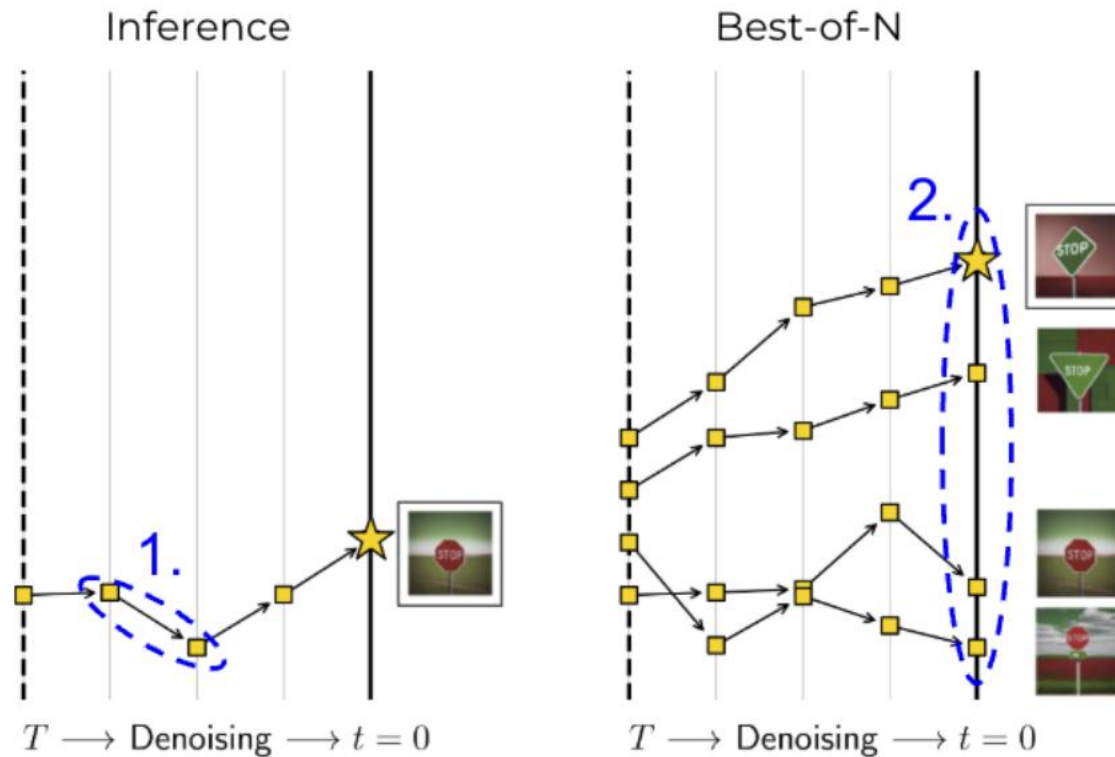 Inference
1.
STOP
T ⟶ Denoising ⟶ t = 0
Best-of-N
2.
STOP
STOP
STOP
STOP
T ⟶ Denoising ⟶ t = 0